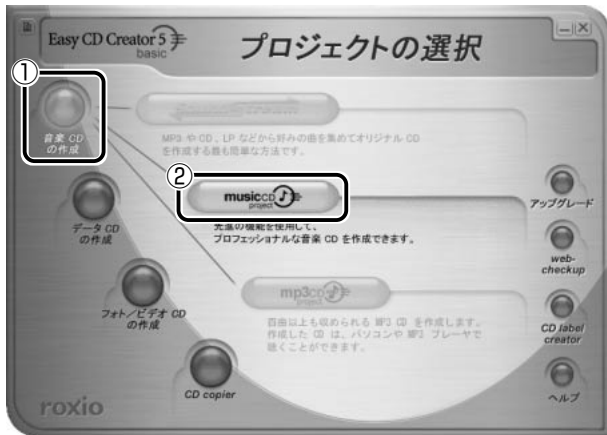 Easy CD Creator 5
basic
プロジェクトの選択
①
音楽 CD
の作成
soundstream
MP3 や CD、LP などから好みの曲を集めてオリジナル CD
を作成する最も簡単な方法です。
②
musicCD
project
先進の機能を使用して、
プロフェッショナルな音楽 CD を作成できます。
データ CD
の作成
mp3CD
project
百曲以上も収められる MP3 CD を作成します。
作成した CD は、パソコンや MP3 プレーヤで
聴くことができます。
フォト／ビデオ CD
の作成
CD copier
アップグレード
web-
checkup
CD label
creator
ヘルプ
roxio